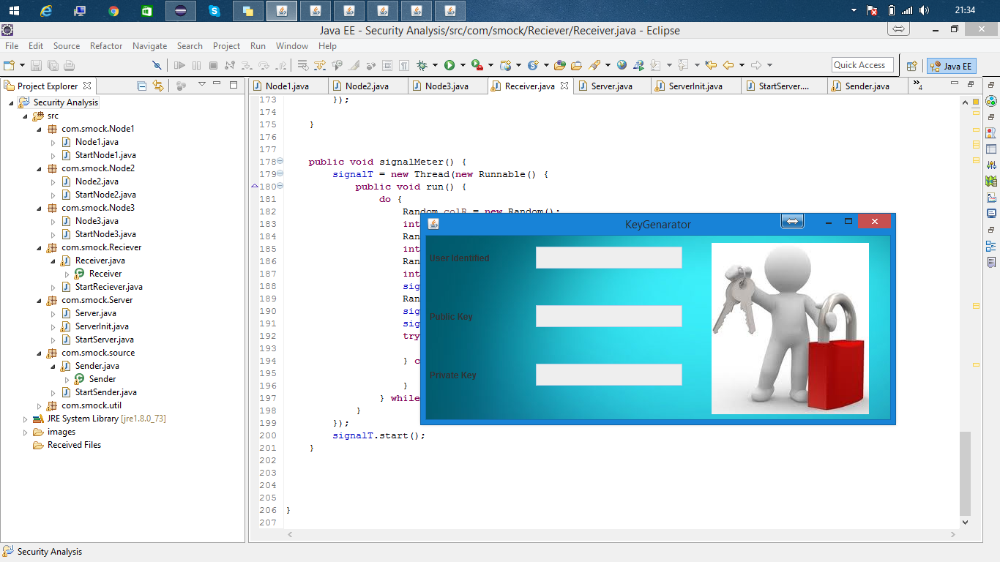 21:34
Java EE - Security Analysis/src/com/smock/Reciever/Receiver.java - Eclipse
File Edit Source Refactor Navigate Search Project Run Window Help
Quick Access
Java EE
Project Explorer
Security Analysis
src
com.smock.Node1
Node1.java
StartNode1.java
com.smock.Node2
Node2.java
StartNode2.java
com.smock.Node3
Node3.java
StartNode3.java
com.smock.Reciever
Receiver.java
Receiver
StartReciever.java
com.smock.Server
Server.java
ServerInit.java
StartServer.java
com.smock.source
Sender.java
Sender
StartSender.java
com.smock.util
JRE System Library [jre1.8.0_73]
images
Received Files
Node1.java Node2.java Node3.java Receiver.java Server.java ServerInit.java StartServer.... Sender.java »4
173 });
174
175 }
176
177
178 public void signalMeter() {
179 signalT = new Thread(new Runnable() {
180 public void run() {
181 do {
182 Random colR = new Random();
183 int
184 Ran
185 int
186 Ran
187 int
188 sig
189 Ran
190 sig
191 sig
192 try
193
194 } c
195
196 }
197 } while
198 }
199 });
200 signalT.start();
201 }
202
203
204
205
206 }
207
KeyGenarator
User Identified
Public Key
Private Key
Security Analysis